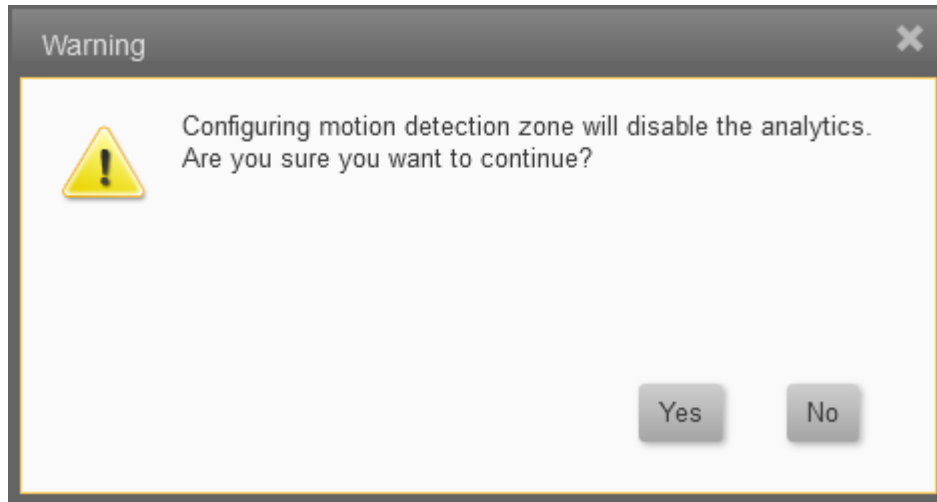 Warning
Configuring motion detection zone will disable the analytics.
Are you sure you want to continue?
Yes
No